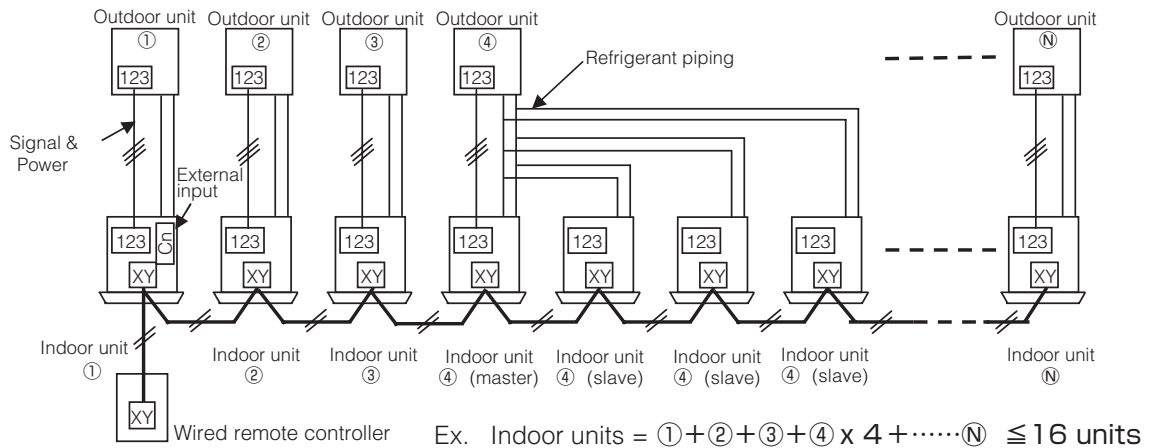 Outdoor unit Outdoor unit Outdoor unit Outdoor unit Outdoor unit
① ② ③ ④ Ⓝ
Refrigerant piping
123 123 123 123 123
Signal &
Power
External
input
Cn
123 123 123 123 123 123 123 123
XY XY XY XY XY XY XY XY
Indoor unit
①
Indoor unit
②
Indoor unit
③
Indoor unit
④ (master)
Indoor unit
④ (slave)
Indoor unit
④ (slave)
Indoor unit
④ (slave)
Indoor unit
Ⓝ
XY
Wired remote controller
Ex. Indoor units = ①+②+③+④ x 4+······Ⓝ ≦16 units